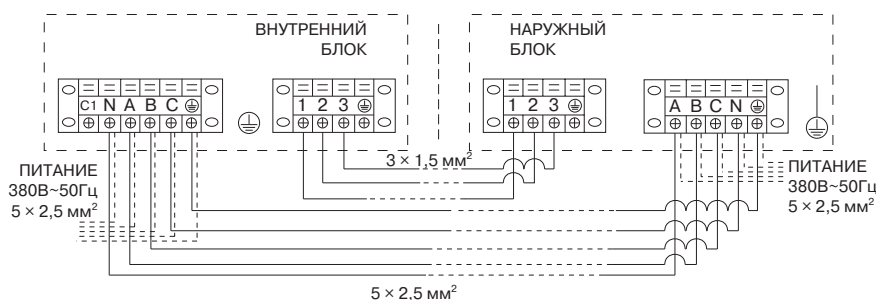 ВНУТРЕННИЙ
БЛОК
НАРУЖНЫЙ
БЛОК
C1 N A B C
1 2 3
1 2 3
A B C N
ПИТАНИЕ
380В~50Гц
5 × 2,5 мм²
3 × 1,5 мм²
ПИТАНИЕ
380В~50Гц
5 × 2,5 мм²
5 × 2,5 мм²